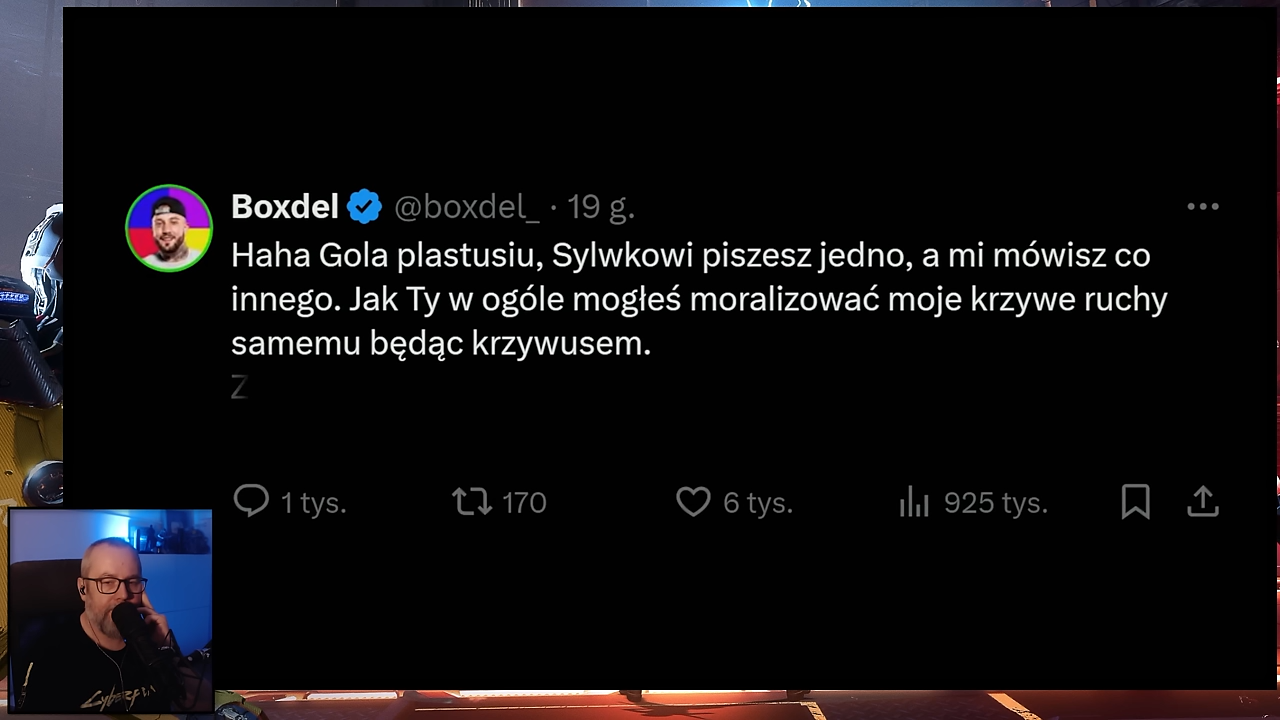 Boxdel @boxdel_ · 19 g.
Haha Gola plastusiu, Sylwkowi piszesz jedno, a mi mówisz co
innego. Jak Ty w ogóle mogłeś moralizować moje krzywe ruchy
samemu będąc krzywusem.
Z
1 tys. 170 6 tys. 925 tys.